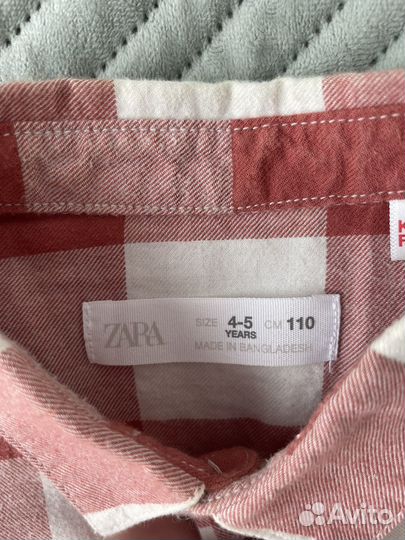 ZARA
SIZE 4-5 YEARS CM 110
MADE IN BANGLADESH
K
F
Avito